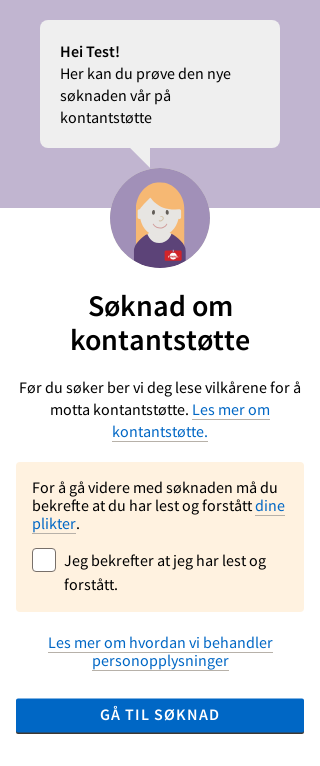 Hei Test!
Her kan du prøve den nye
søknaden vår på
kontantstøtte
Søknad om
kontantstøtte
Før du søker ber vi deg lese vilkårene for å
motta kontantstøtte. Les mer om
kontantstøtte.
For å gå videre med søknaden må du
bekrefte at du har lest og forstått dine
plikter.
Jeg bekrefter at jeg har lest og
forstått.
Les mer om hvordan vi behandler
personopplysninger
GÅ TIL SØKNAD